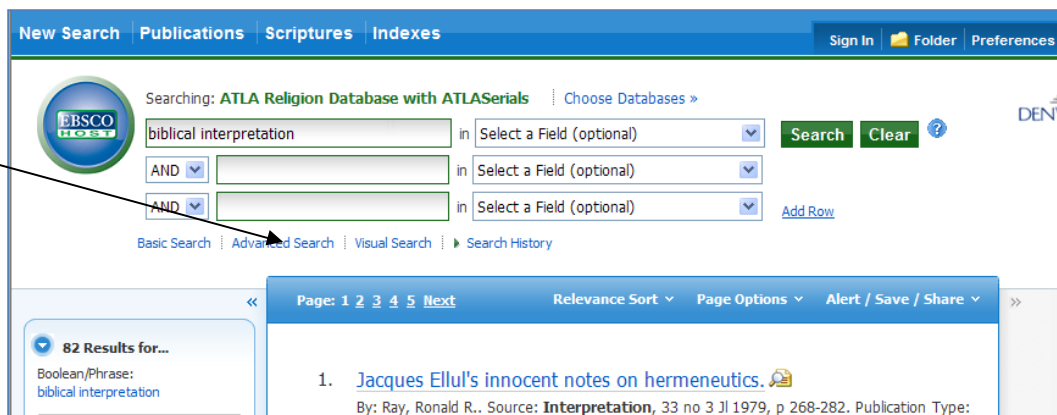 New Search Publications Scriptures Indexes Sign In Folder Preferences
Searching: ATLA Religion Database with ATLASerials Choose Databases »
EBSCO
HOST
DEN
biblical interpretation in Select a Field (optional) Search Clear ?
AND in Select a Field (optional)
AND in Select a Field (optional) Add Row
Basic Search Advanced Search Visual Search Search History
« Page: 1 2 3 4 5 Next Relevance Sort Page Options Alert / Save / Share »
82 Results for...
Boolean/Phrase:
biblical interpretation
1. Jacques Ellul's innocent notes on hermeneutics.
By: Ray, Ronald R.. Source: Interpretation, 33 no 3 Jl 1979, p 268-282. Publication Type: